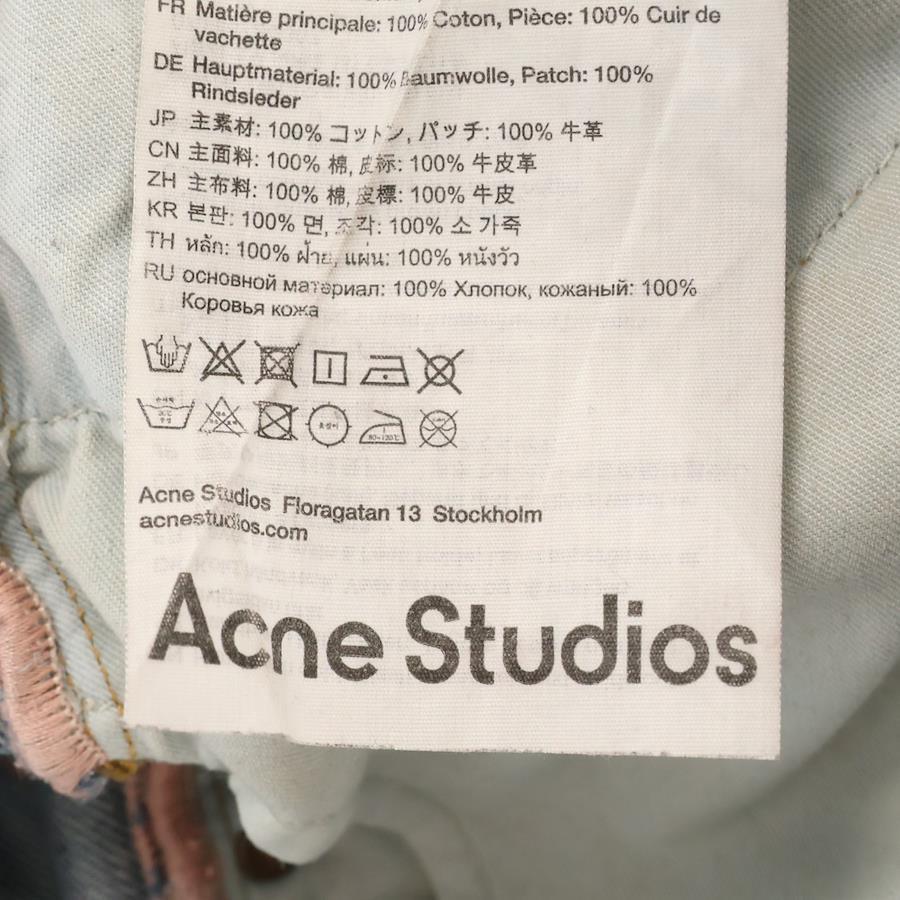 FR Matière principale: 100% Coton, Pièce: 100% Cuir de
vachette
DE Hauptmaterial: 100% Baumwolle, Patch: 100%
Rindsleder
JP 主素材: 100% コットン, パッチ: 100% 牛革
CN 主面料: 100% 棉, 皮标: 100% 牛皮革
ZH 主布料: 100% 棉, 皮標: 100% 牛皮
KR 본판: 100% 면, 조각: 100% 소 가죽
TH หลัก: 100% ฝ้าย, แผ่น: 100% หนังวัว
RU основной материал: 100% Хлопок, кожаный: 100%
Коровья кожа
80~120℃
Acne Studios Floragatan 13 Stockholm
acnestudios.com
Acne Studios